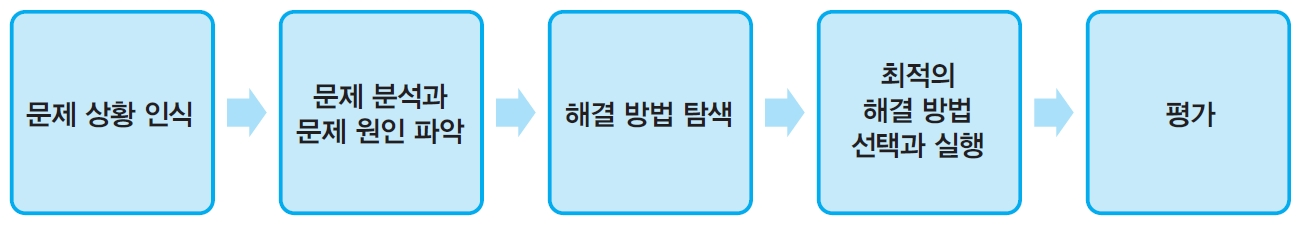 문제 상황 인식
문제 분석과
문제 원인 파악
해결 방법 탐색
최적의
해결 방법
선택과 실행
평가